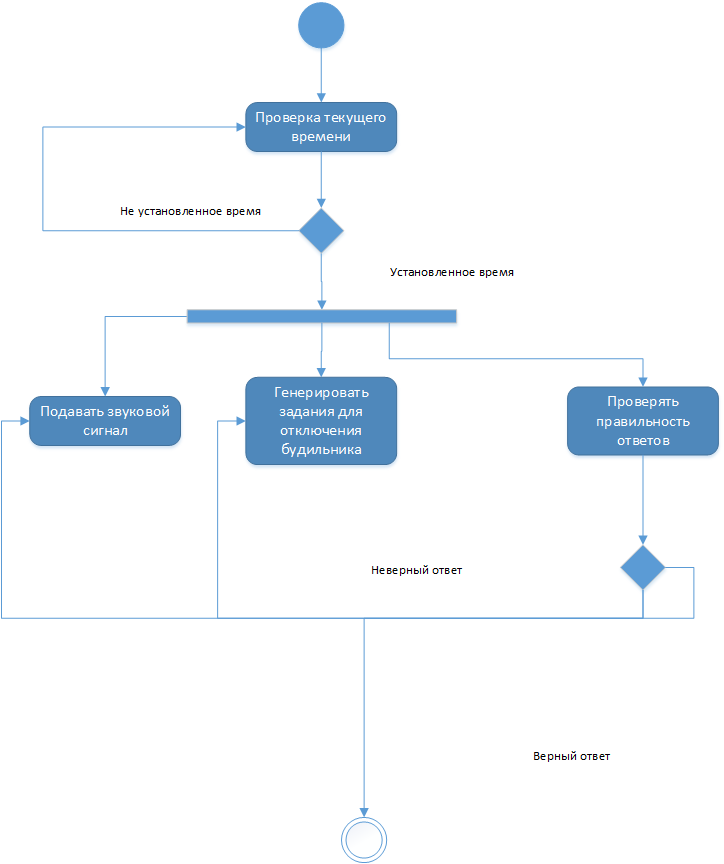 Проверка текущего
времени
Не установленное время
Установленное время
Подавать звуковой
сигнал
Генерировать
задания для
отключения
будильника
Проверять
правильность
ответов
Неверный ответ
Верный ответ